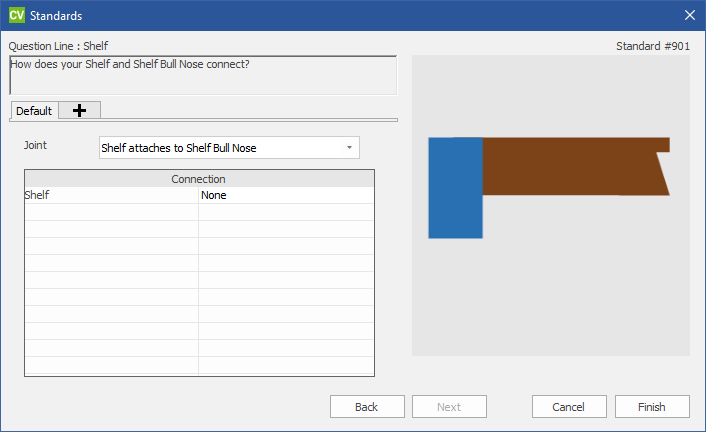 CV Standards
Question Line : Shelf
Standard #901
How does your Shelf and Shelf Bull Nose connect?
Default
Joint
Shelf attaches to Shelf Bull Nose
Connection
Shelf None
Back Next Cancel Finish